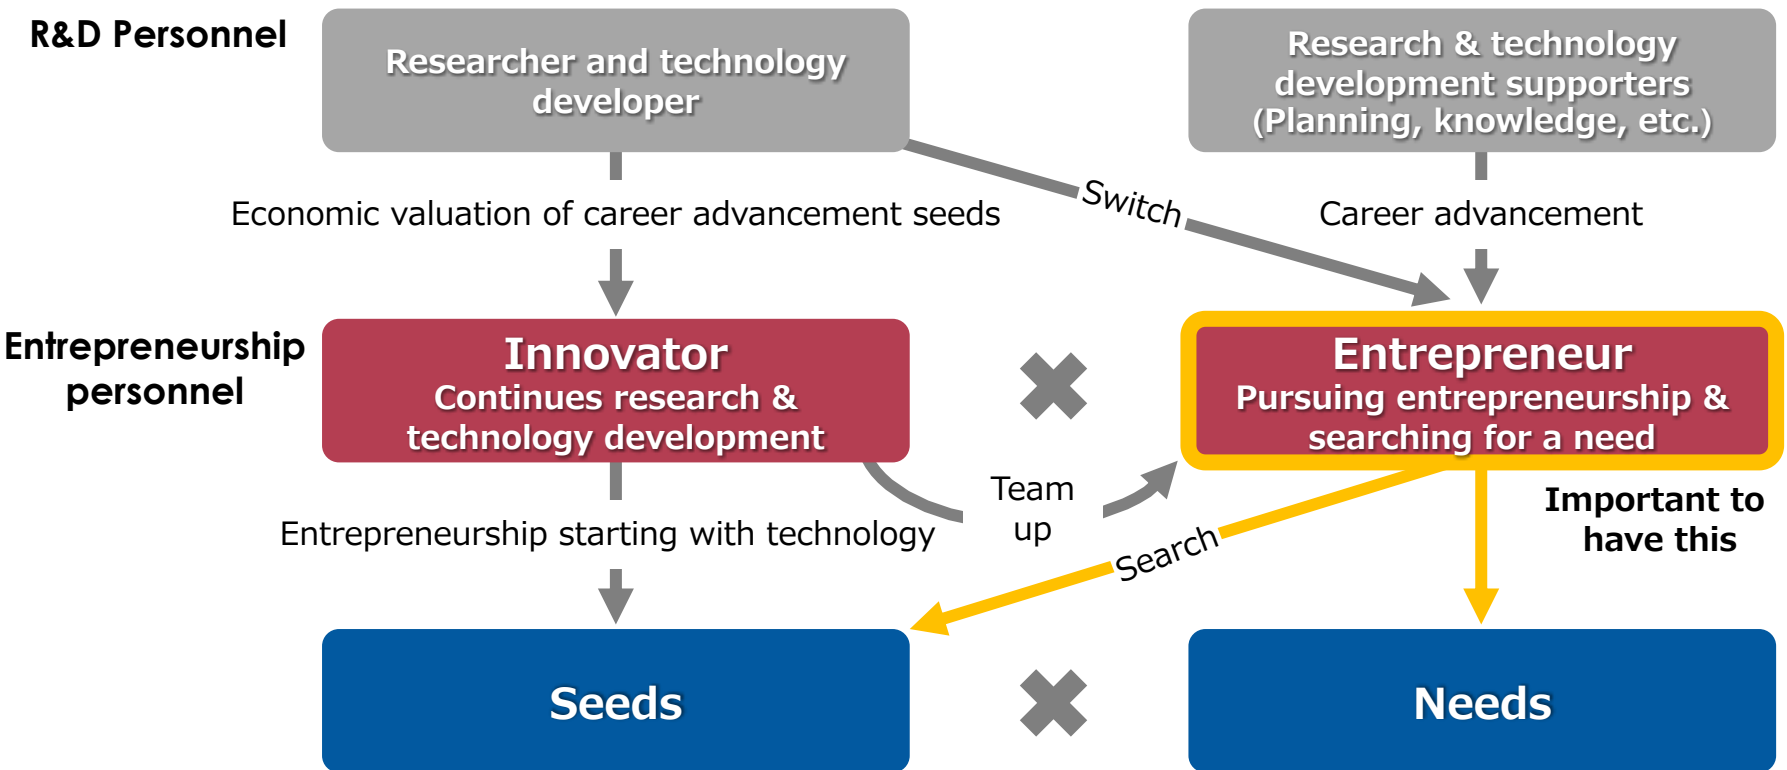 R&D Personnel
Researcher and technology
developer
Research & technology
development supporters
(Planning, knowledge, etc.)
Economic valuation of career advancement seeds
Switch
Career advancement
Entrepreneurship
personnel
Innovator
Continues research &
technology development
Entrepreneur
Pursuing entrepreneurship &
searching for a need
Team
up
Important to
have this
Entrepreneurship starting with technology
Search
Seeds
Needs